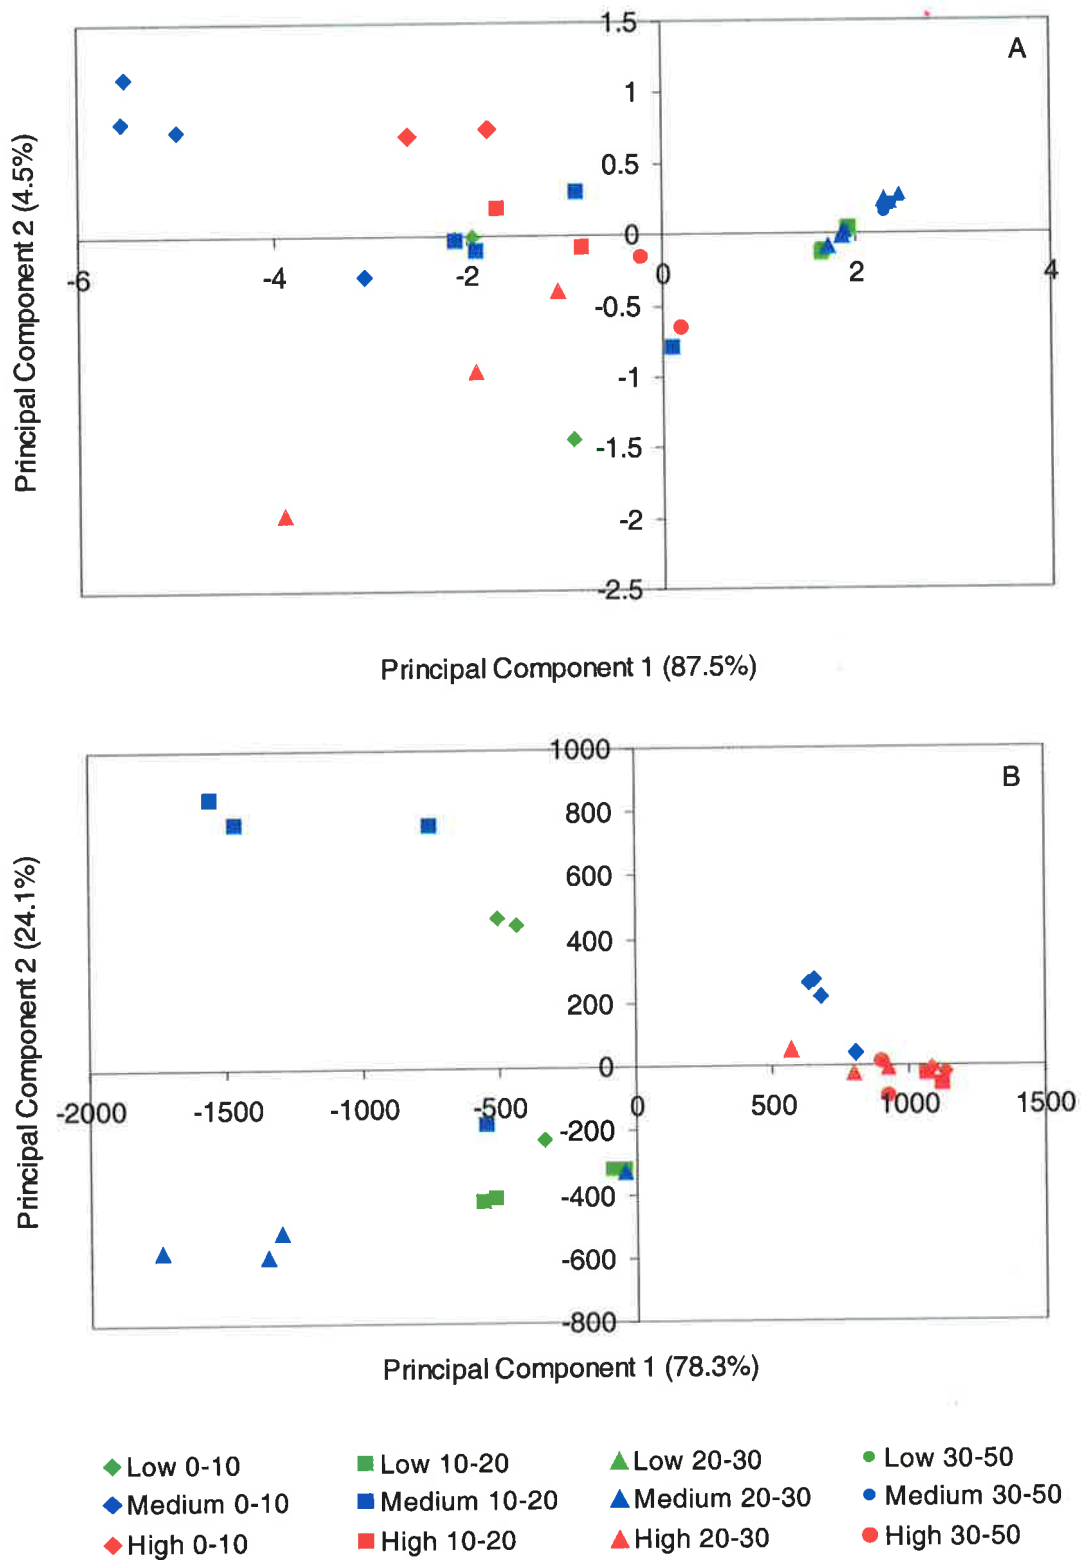 1.5
A
1
0.5
0
-6 -4 -2 0 2 4
-0.5
-1
-1.5
-2
-2.5
Principal Component 2 (4.5%)
Principal Component 1 (87.5%)
1000
B
800
600
400
200
0
-2000 -1500 -1000 -500 0 500 1000 1500
-200
-400
-600
-800
Principal Component 2 (24.1%)
Principal Component 1 (78.3%)
Low 0-10 Low 10-20 Low 20-30 Low 30-50
Medium 0-10 Medium 10-20 Medium 20-30 Medium 30-50
High 0-10 High 10-20 High 20-30 High 30-50